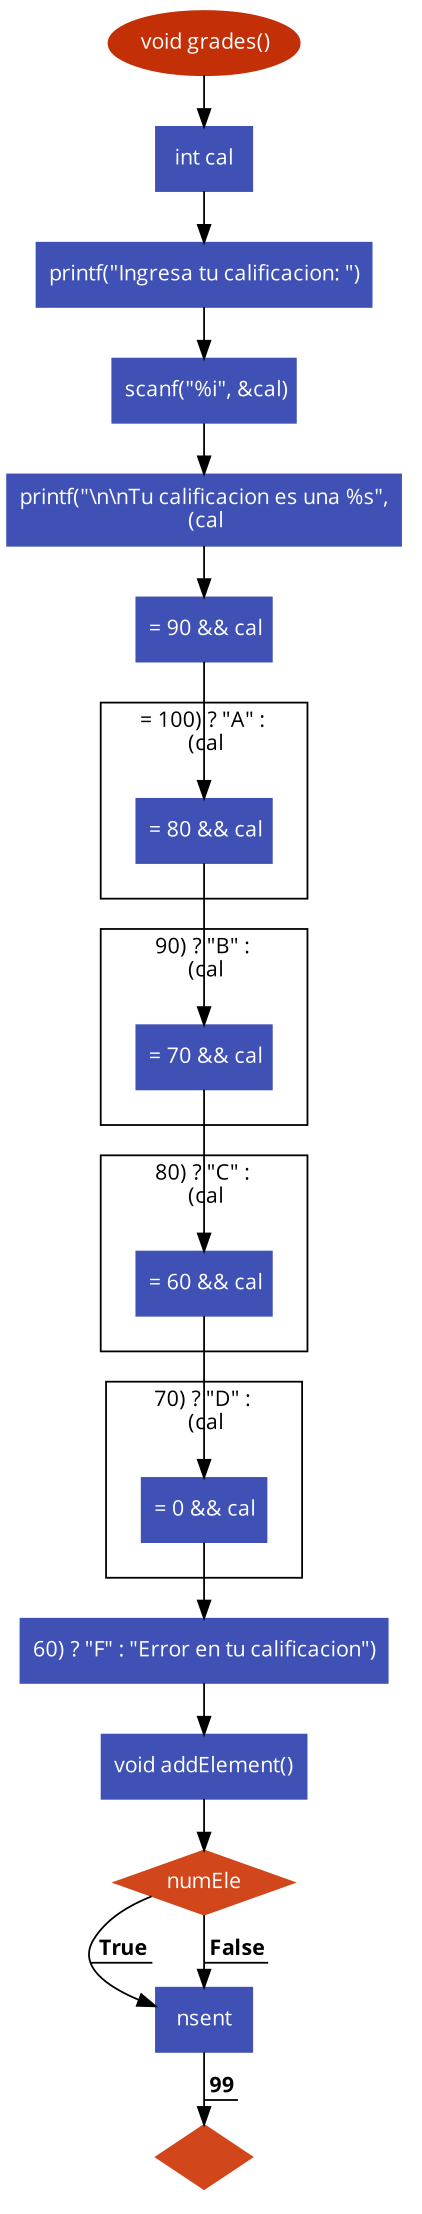 void grades()
int cal
printf("Ingresa tu calificacion: ")
scanf("%i", &cal)
printf("\n\nTu calificacion es una %s",
(cal
= 90 && cal
= 100) ? "A" :
(cal
= 80 && cal
90) ? "B" :
(cal
= 70 && cal
80) ? "C" :
(cal
= 60 && cal
70) ? "D" :
(cal
= 0 && cal
60) ? "F" : "Error en tu calificacion")
void addElement()
numEle
True
False
nsent
99